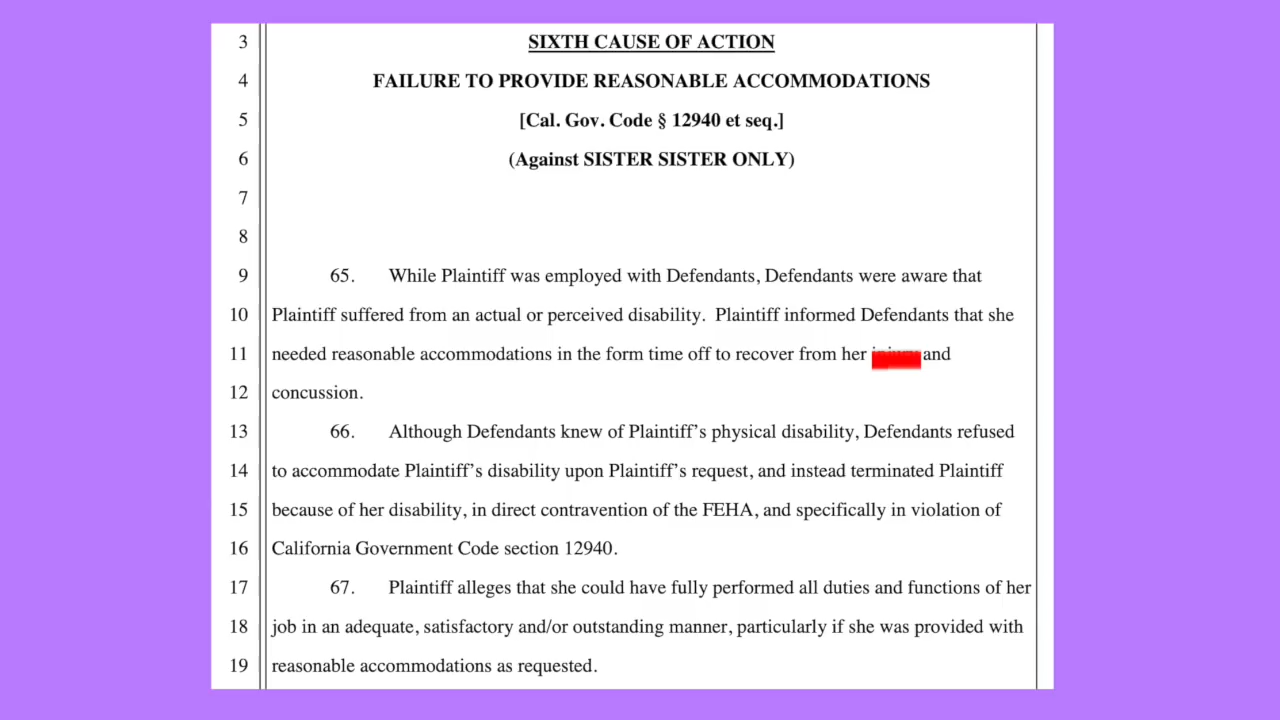 3 SIXTH CAUSE OF ACTION
4 FAILURE TO PROVIDE REASONABLE ACCOMMODATIONS
5 [Cal. Gov. Code § 12940 et seq.]
6 (Against SISTER SISTER ONLY)
7
8
9 65. While Plaintiff was employed with Defendants, Defendants were aware that
10 Plaintiff suffered from an actual or perceived disability. Plaintiff informed Defendants that she
11 needed reasonable accommodations in the form time off to recover from her and
12 concussion.
13 66. Although Defendants knew of Plaintiff’s physical disability, Defendants refused
14 to accommodate Plaintiff’s disability upon Plaintiff’s request, and instead terminated Plaintiff
15 because of her disability, in direct contravention of the FEHA, and specifically in violation of
16 California Government Code section 12940.
17 67. Plaintiff alleges that she could have fully performed all duties and functions of her
18 job in an adequate, satisfactory and/or outstanding manner, particularly if she was provided with
19 reasonable accommodations as requested.